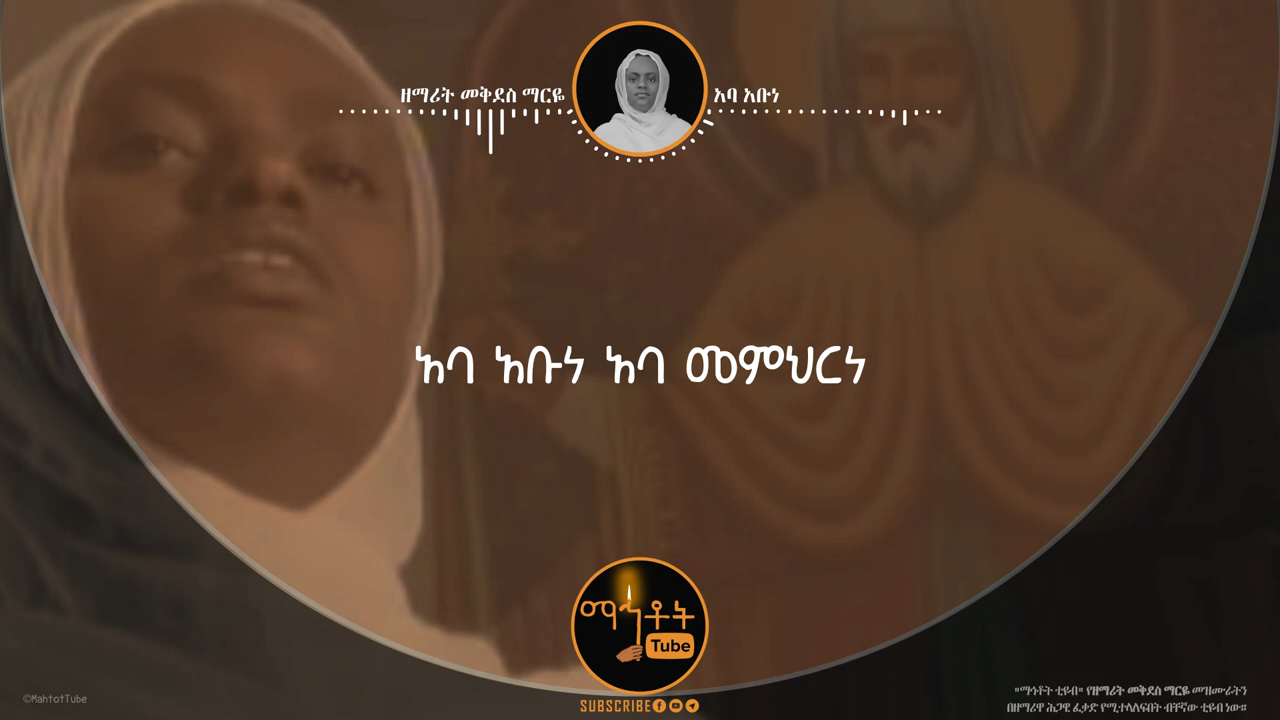 ዘማሪት መቅደስ ማርዬ
አባ አቡነ
አባ አቡነ አባ መምህርነ
ማኅቶት
Tube
SUBSCRIBE
©MahtotTube
"ማኅቶት ቲዩብ" የዘማሪት መቅደስ ማርዬ መዝሙራትን
በዘማሪዋ ሕጋዊ ፈቃድ የሚተላለፍበት ብቸኛው ቲዩብ ነው።